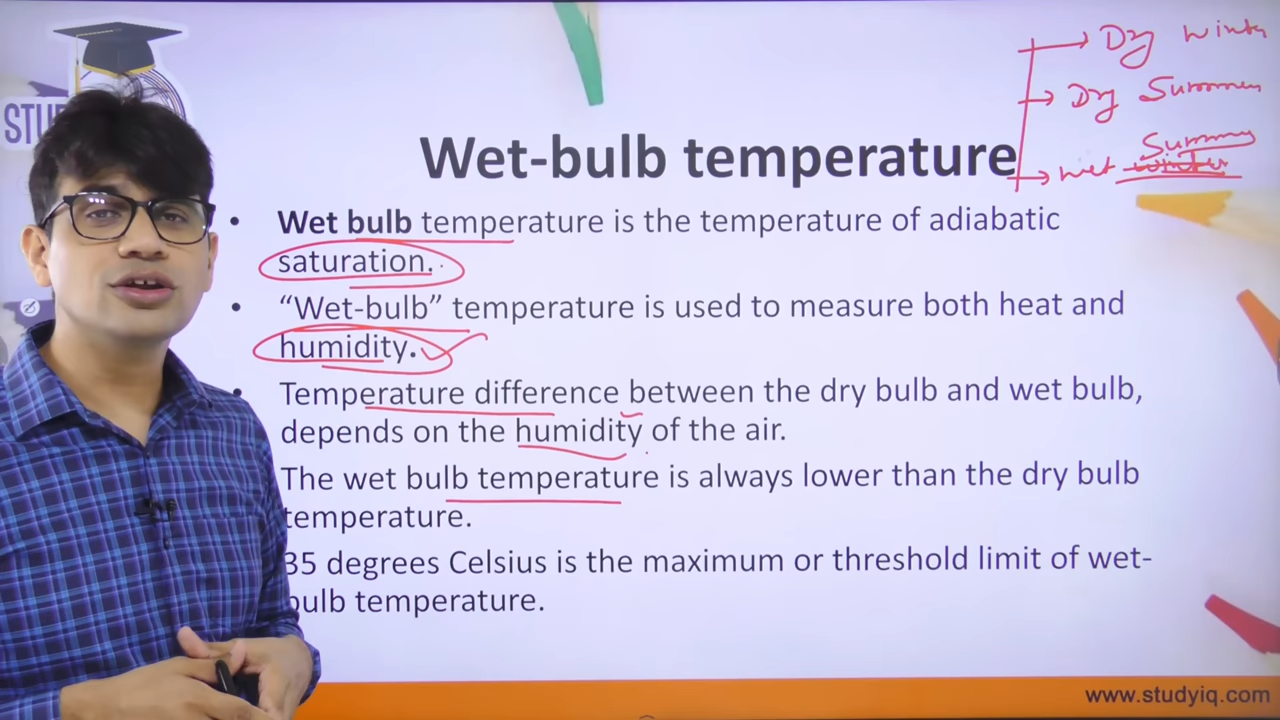 STU
Dry winter
Dry Summer
Summer
wet winter
Wet-bulb temperature
• Wet bulb temperature is the temperature of adiabatic
saturation.
• “Wet-bulb” temperature is used to measure both heat and
humidity.
• Temperature difference between the dry bulb and wet bulb,
depends on the humidity of the air.
The wet bulb temperature is always lower than the dry bulb
temperature.
35 degrees Celsius is the maximum or threshold limit of wet-
bulb temperature.
www.studyiq.com